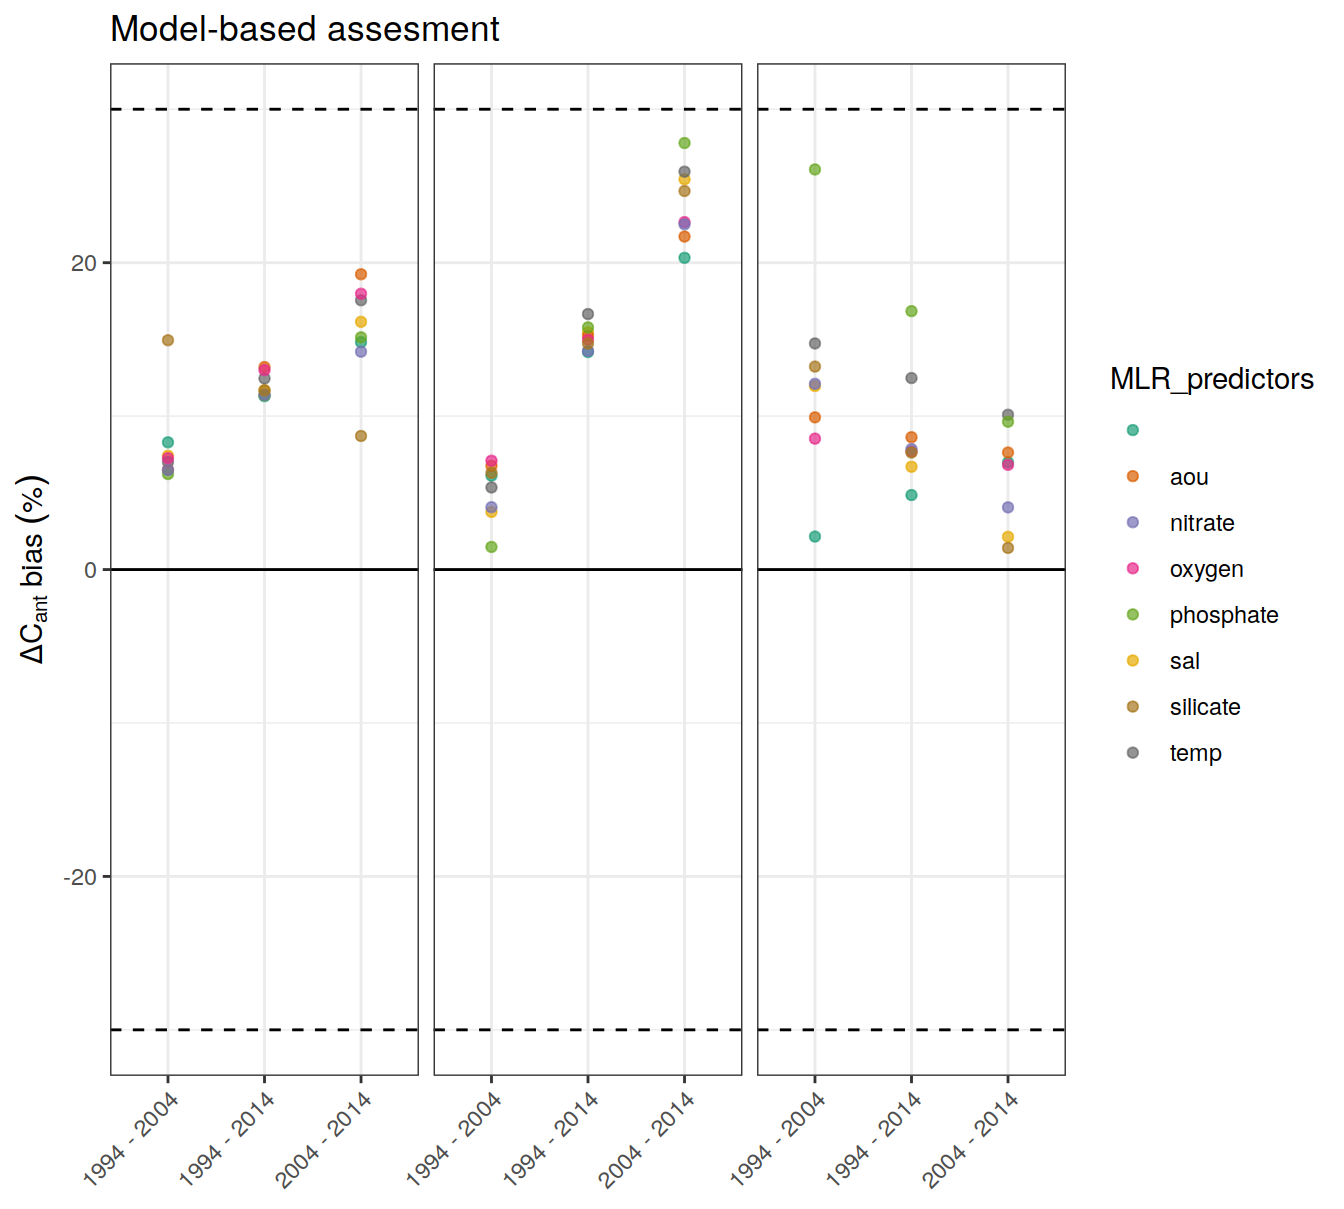 Model-based assesment
ΔCant bias (%)
20
0
-20
1994 - 2004
1994 - 2014
2004 - 2014
1994 - 2004
1994 - 2014
2004 - 2014
1994 - 2004
1994 - 2014
2004 - 2014
MLR_predictors
aou
nitrate
oxygen
phosphate
sal
silicate
temp